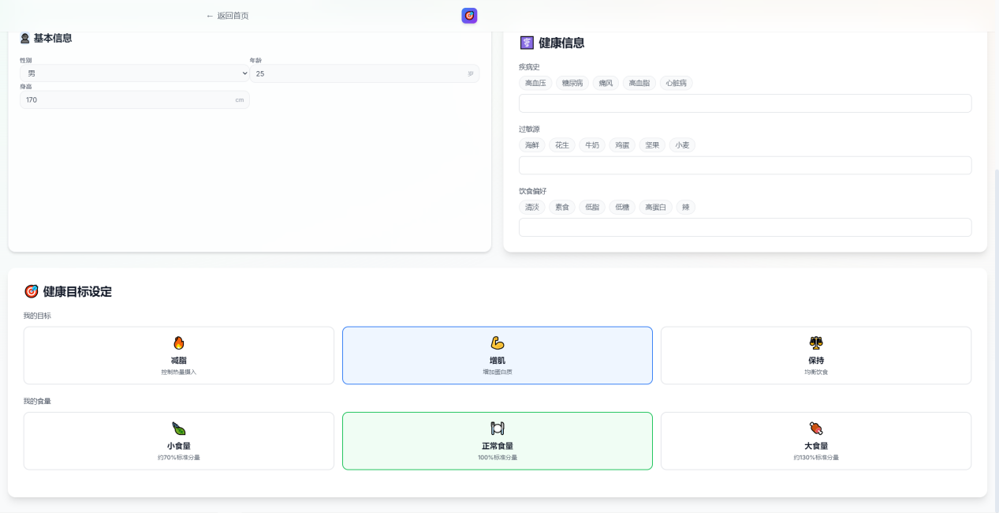 ← 返回首页
基本信息
性别
年龄
男
25
岁
身高
170
cm
健康信息
疾病史
高血压 糖尿病 痛风 高血脂 心脏病
过敏源
海鲜 花生 牛奶 鸡蛋 坚果 小麦
饮食偏好
清淡 素食 低脂 低糖 高蛋白 辣
健康目标设定
我的目标
减脂
控制热量摄入
增肌
增加蛋白质
保持
均衡饮食
我的食量
小食量
约70%标准分量
正常食量
100%标准分量
大食量
约130%标准分量